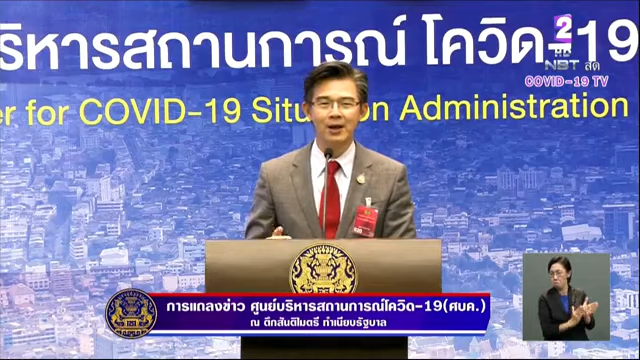 ริหารสถานการณ์ โควิด-19
er for COVID-19 Situ on Administration
2
NBT สด
COVID-19 TV
การแถลงข่าว ศูนย์บริหารสถานการณ์โควิด-19(ศบค.)
ณ ตึกสันติไมตรี ทำเนียบรัฐบาล